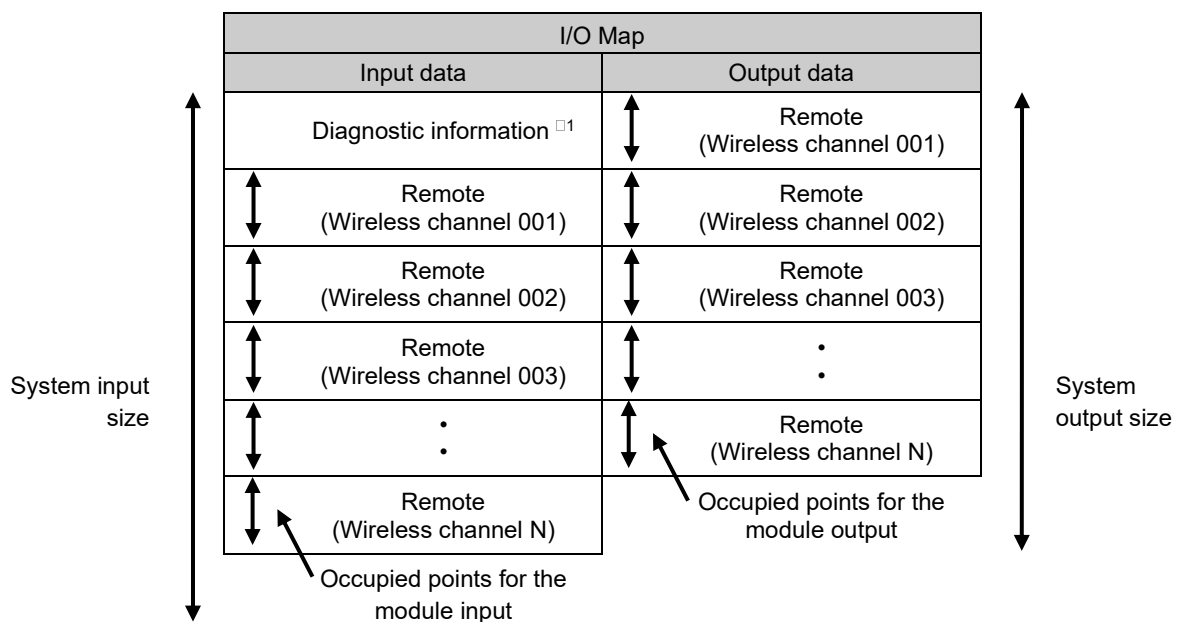 I/O Map
Input data
Output data
Diagnostic information □1
Remote
(Wireless channel 001)
Remote
(Wireless channel 001)
Remote
(Wireless channel 002)
Remote
(Wireless channel 002)
Remote
(Wireless channel 003)
Remote
(Wireless channel 003)
:
System input
size
System
output size
:
Remote
(Wireless channel N)
Remote
(Wireless channel N)
Occupied points for the
module output
Occupied points for the
module input